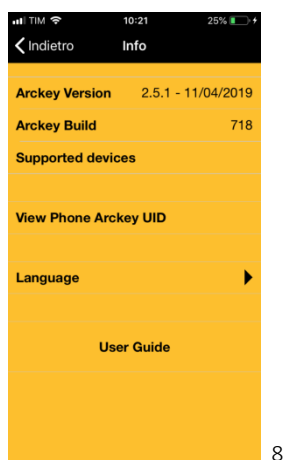 TIM 10:21 25%
Indietro Info
Arckey Version 2.5.1 - 11/04/2019
Arckey Build 718
Supported devices
View Phone Arckey UID
Language
User Guide
8